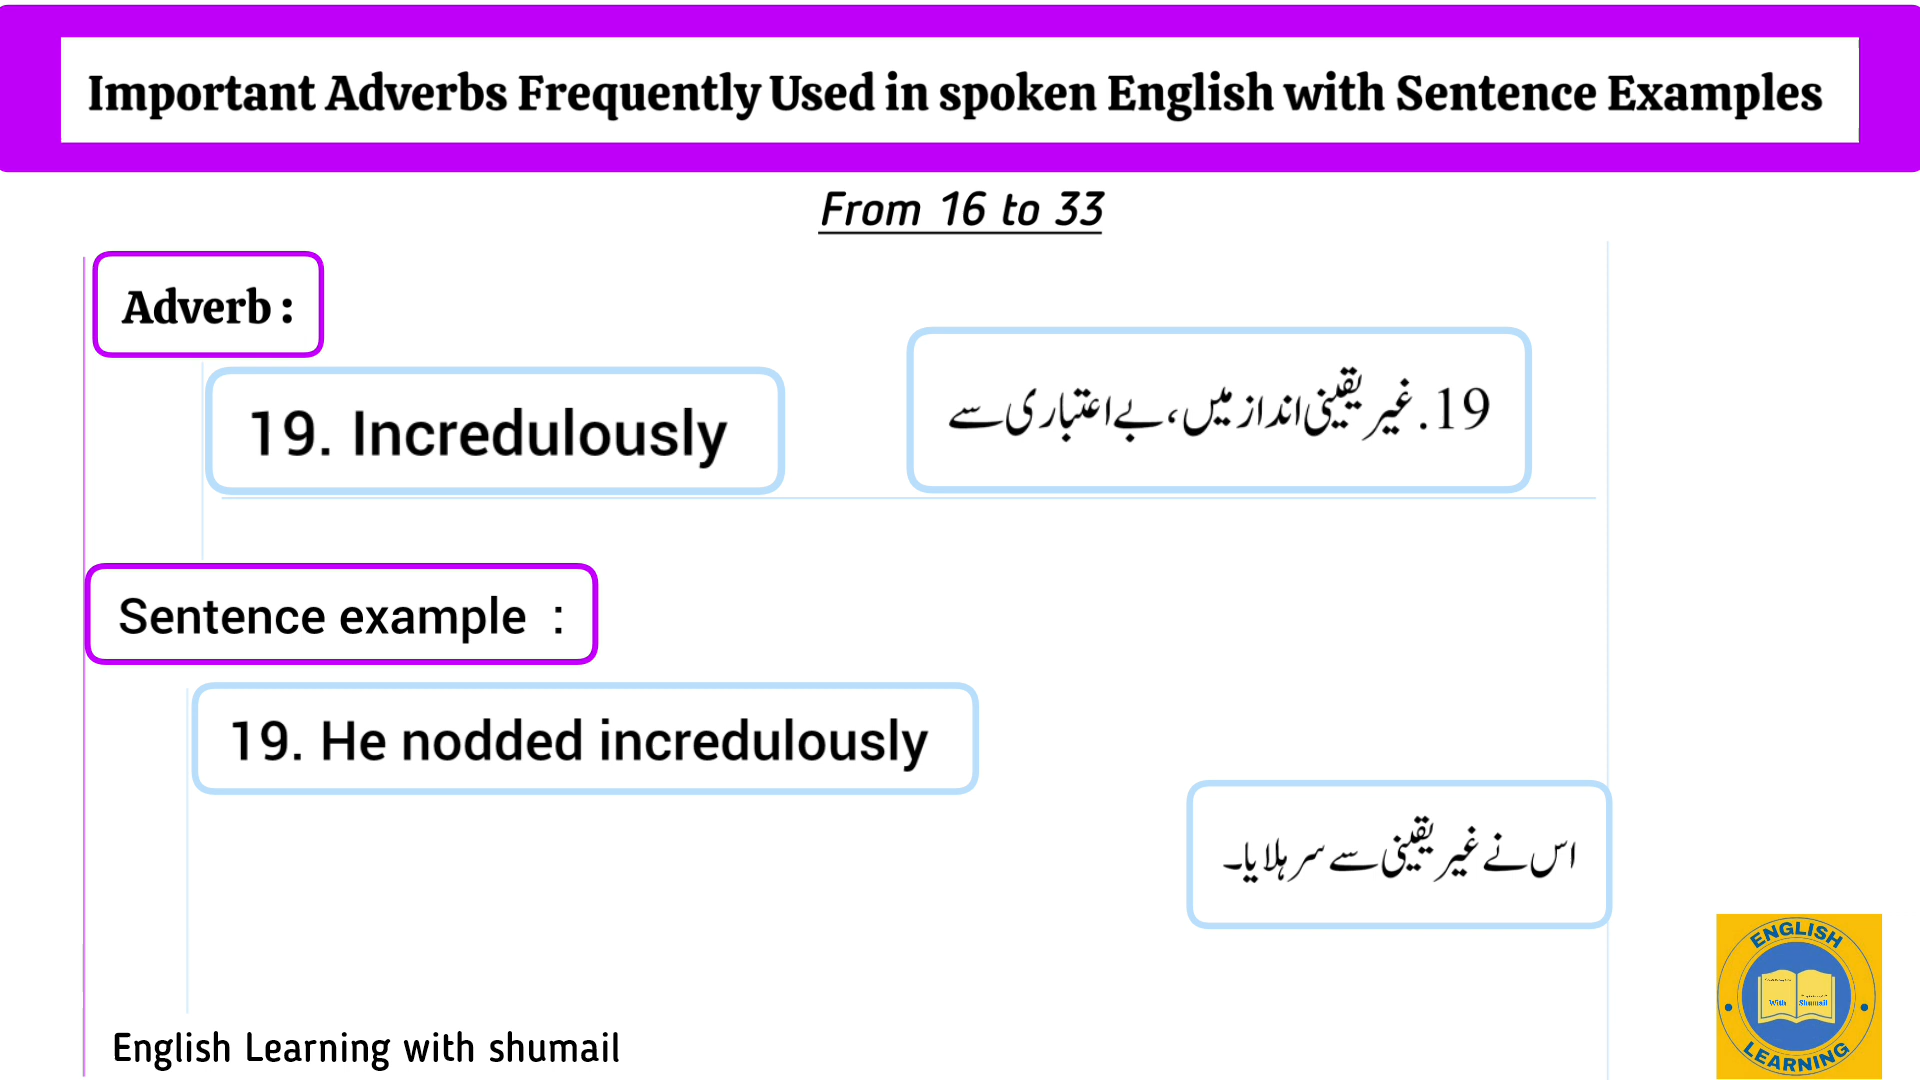 Important Adverbs Frequently Used in spoken English with Sentence Examples
From 16 to 33
Adverb :
19. Incredulously
19. غیر یقینی انداز میں، بے اعتباری سے
Sentence example :
19. He nodded incredulously
اس نے غیر یقینی سے سر ہلایا۔
English Learning with shumail
ENGLISH
With Shumail
LEARNING